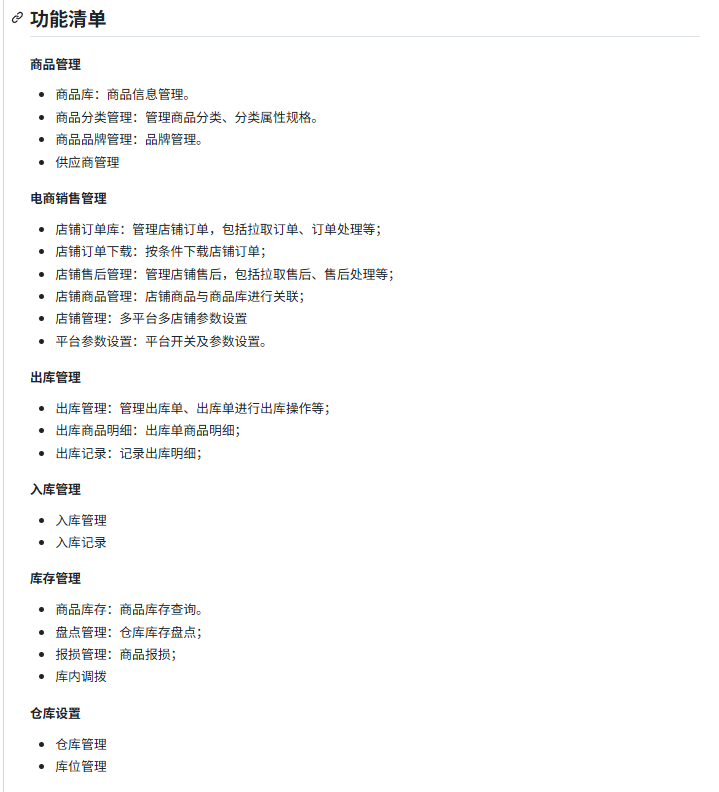 功能清单
商品管理
商品库：商品信息管理。
商品分类管理：管理商品分类、分类属性规格。
商品品牌管理：品牌管理。
供应商管理
电商销售管理
店铺订单库：管理店铺订单，包括拉取订单、订单处理等；
店铺订单下载：按条件下载店铺订单；
店铺售后管理：管理店铺售后，包括拉取售后、售后处理等；
店铺商品管理：店铺商品与商品库进行关联；
店铺管理：多平台多店铺参数设置
平台参数设置：平台开关及参数设置。
出库管理
出库管理：管理出库单、出库单进行出库操作等；
出库商品明细：出库单商品明细；
出库记录：记录出库明细；
入库管理
入库管理
入库记录
库存管理
商品库存：商品库存查询。
盘点管理：仓库库存盘点；
报损管理：商品报损；
库内调拨
仓库设置
仓库管理
库位管理